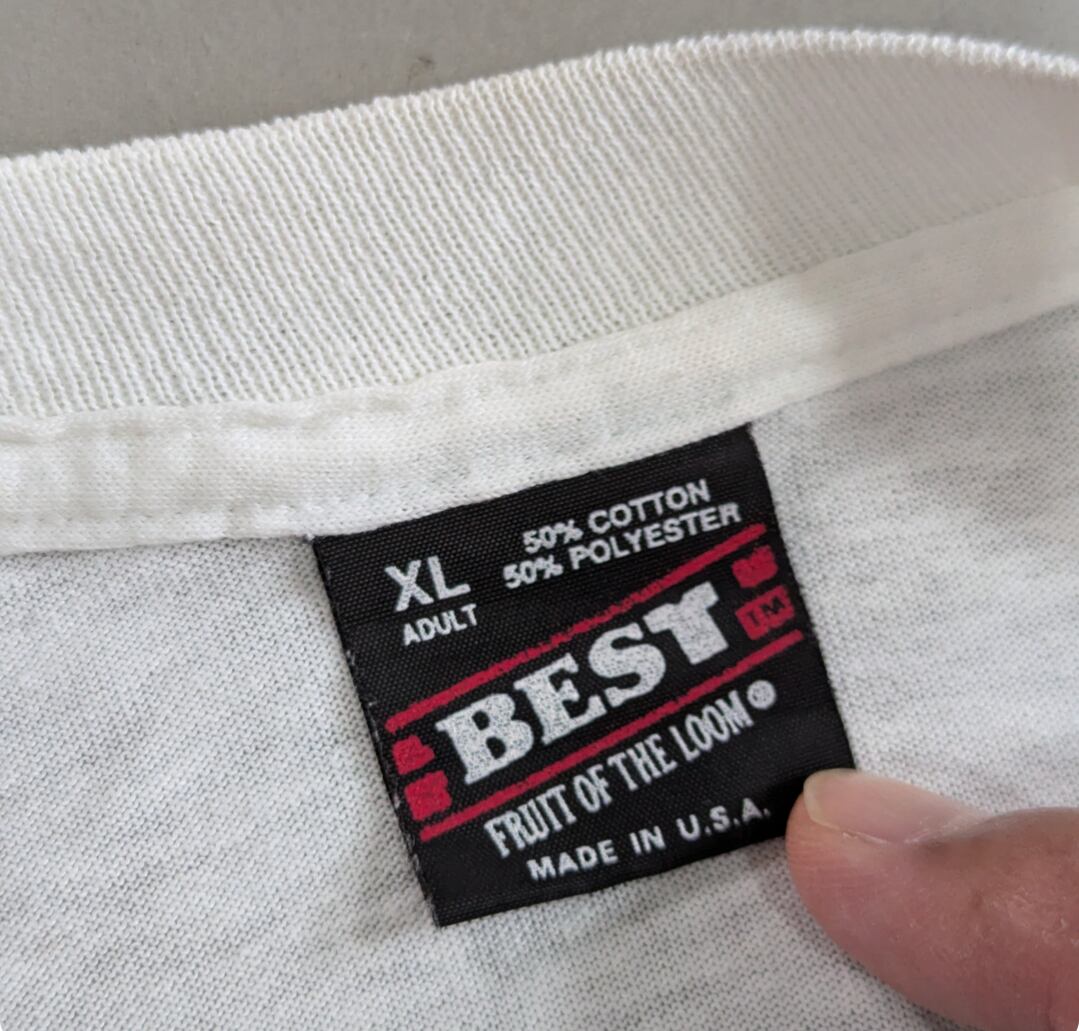 XL
ADULT
50% COTTON
50% POLYESTER
BEST
TM
FRUIT OF THE LOOM®
MADE IN U.S.A.